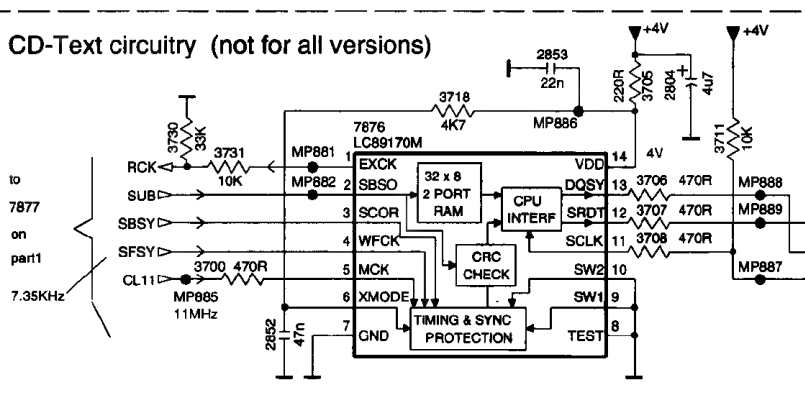 CD-Text circuitry (not for all versions)
+4V
+4V
2853
22n
220R
3705
2804
4u7
3718
4K7
MP886
3711
10K
3730
33K
3731
10K
MP881
MP882
7876
LC89170M
to
7877
on
part1
7.35KHz
RCK
SUB
SBSY
SFSY
CL11
3700 470R
MP885
11MHz
2852
47n
1 EXCK
2 SBSO
3 SCOR
4 WFCK
5 MCK
6 XMODE
7 GND
32 x 8
2 PORT
RAM
CPU
INTERF
CRC
CHECK
TIMING & SYNC
PROTECTION
VDD 14 4V
DQSY 13 3706 470R MP888
SRDT 12 3707 470R MP889
SCLK 11 3708 470R
SW2 10 MP887
SW1 9
TEST 8